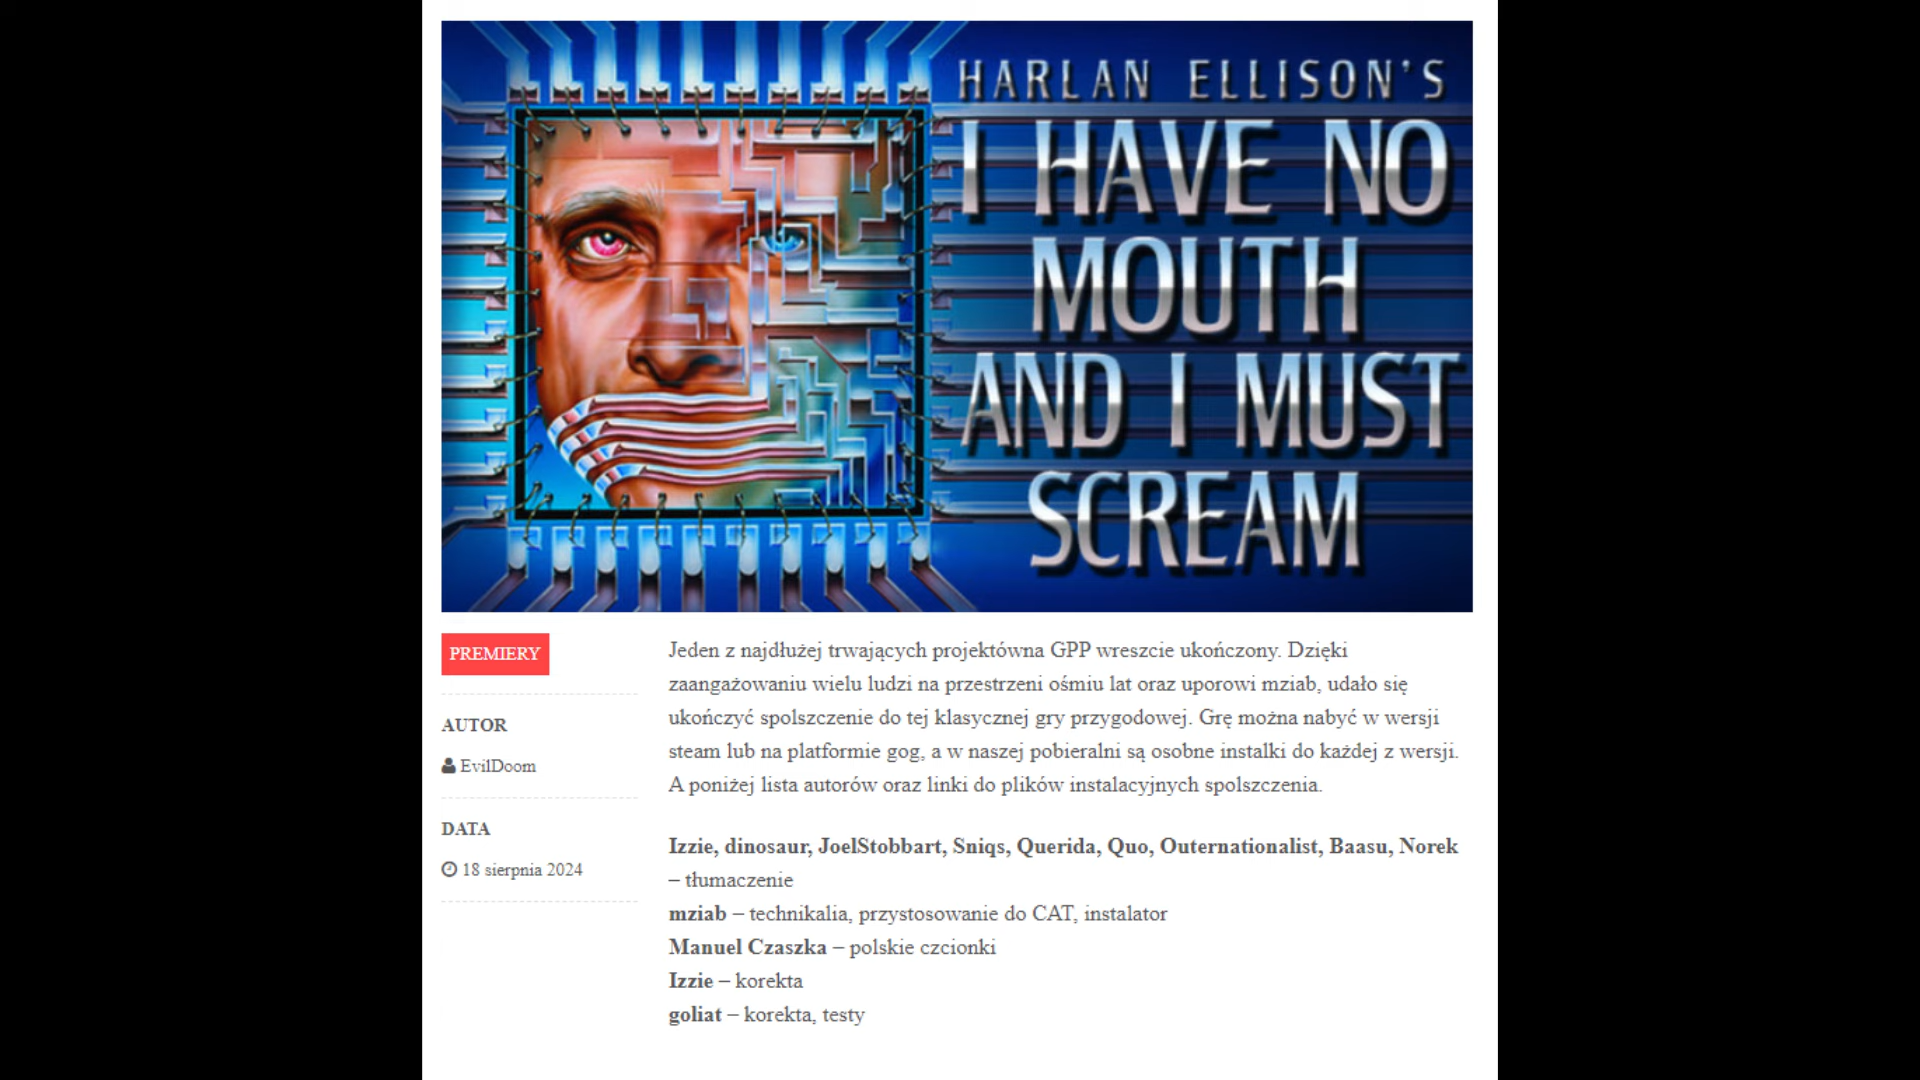 HARLAN ELLISON'S
I HAVE NO
MOUTH
AND I MUST
SCREAM
PREMIERY
AUTOR
EvilDoom
DATA
18 sierpnia 2024
Jeden z najdłużej trwających projektówna GPP wreszcie ukończony. Dzięki
zaangażowaniu wielu ludzi na przestrzeni ośmiu lat oraz uporowi mziab, udało się
ukończyć spolszczenie do tej klasycznej gry przygodowej. Grę można nabyć w wersji
steam lub na platformie gog, a w naszej pobieralni są osobne instalki do każdej z wersji.
A poniżej lista autorów oraz linki do plików instalacyjnych spolszczenia.
Izzie, dinosaur, JoelStobbart, Sniqs, Querida, Quo, Outernationalist, Baasu, Norek
– tłumaczenie
mziab – technikalia, przystosowanie do CAT, instalator
Manuel Czaszka – polskie czcionki
Izzie – korekta
goliat – korekta, testy